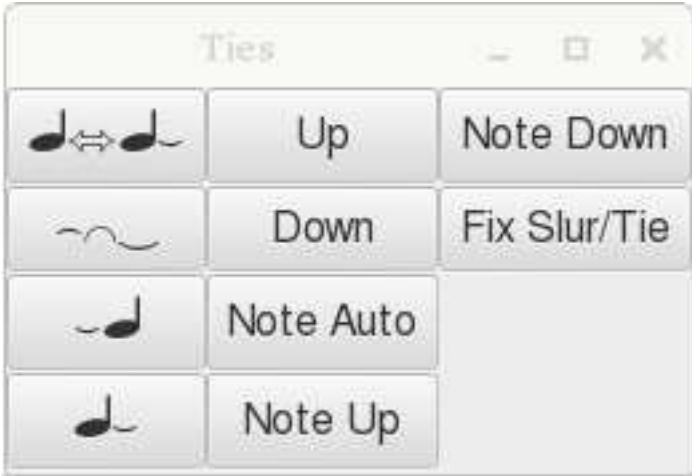 Ties
Up Note Down
Down Fix Slur/Tie
Note Auto
Note Up